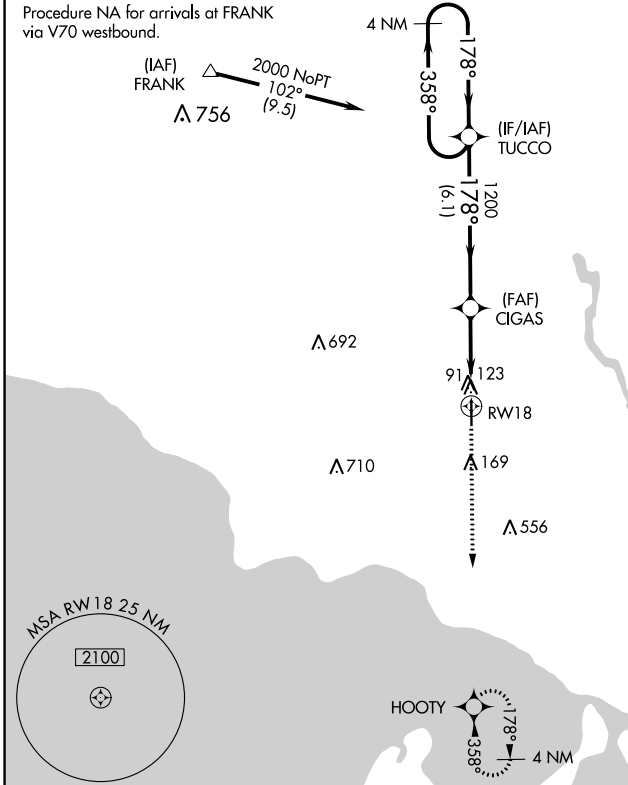 Procedure NA for arrivals at FRANK
via V70 westbound.
4 NM
178°
358°
(IAF)
FRANK
2000 NoPT
102°
(9.5)
756
(IF/IAF)
TUCCO
1200
178°
(6.1)
(FAF)
CIGAS
692
91
123
RW18
710
169
556
MSA RW18 25 NM
2100
HOOTY
178°
358°
4 NM